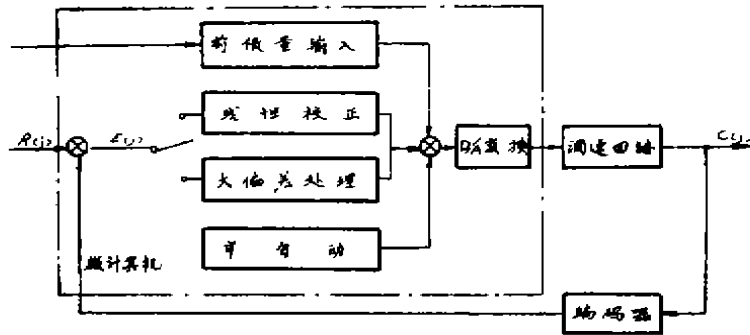 前馈量输入
R(j)
E(j)
线性校正
大偏差处理
D/A变换
调速回路
C(j)
半自动
微计算机
编码器